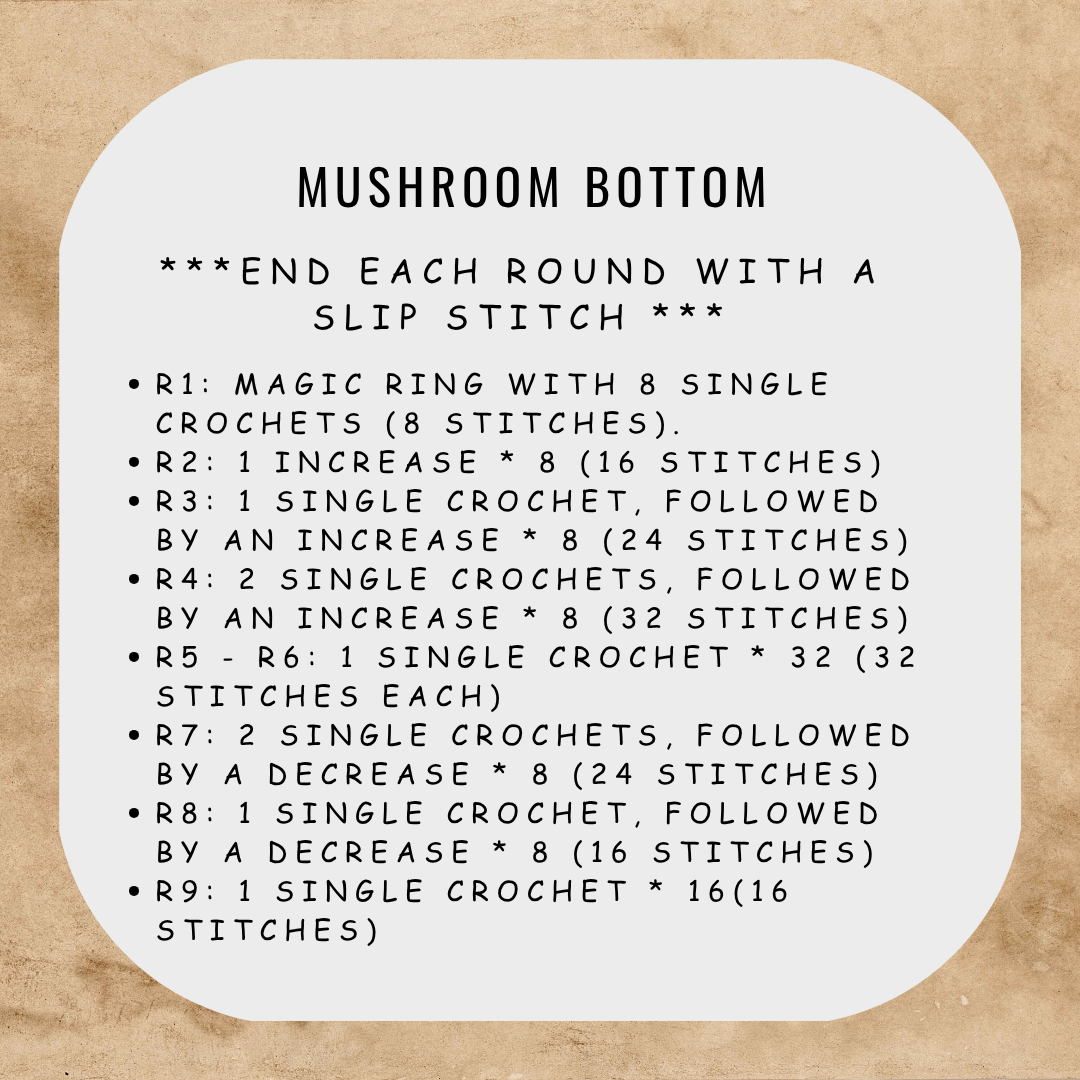 MUSHROOM BOTTOM
***END EACH ROUND WITH A
SLIP STITCH ***
• R1: MAGIC RING WITH 8 SINGLE
CROCHETS (8 STITCHES).
• R2: 1 INCREASE * 8 (16 STITCHES)
• R3: 1 SINGLE CROCHET, FOLLOWED
BY AN INCREASE * 8 (24 STITCHES)
• R4: 2 SINGLE CROCHETS, FOLLOWED
BY AN INCREASE * 8 (32 STITCHES)
• R5 - R6: 1 SINGLE CROCHET * 32 (32
STITCHES EACH)
• R7: 2 SINGLE CROCHETS, FOLLOWED
BY A DECREASE * 8 (24 STITCHES)
• R8: 1 SINGLE CROCHET, FOLLOWED
BY A DECREASE * 8 (16 STITCHES)
• R9: 1 SINGLE CROCHET * 16(16
STITCHES)